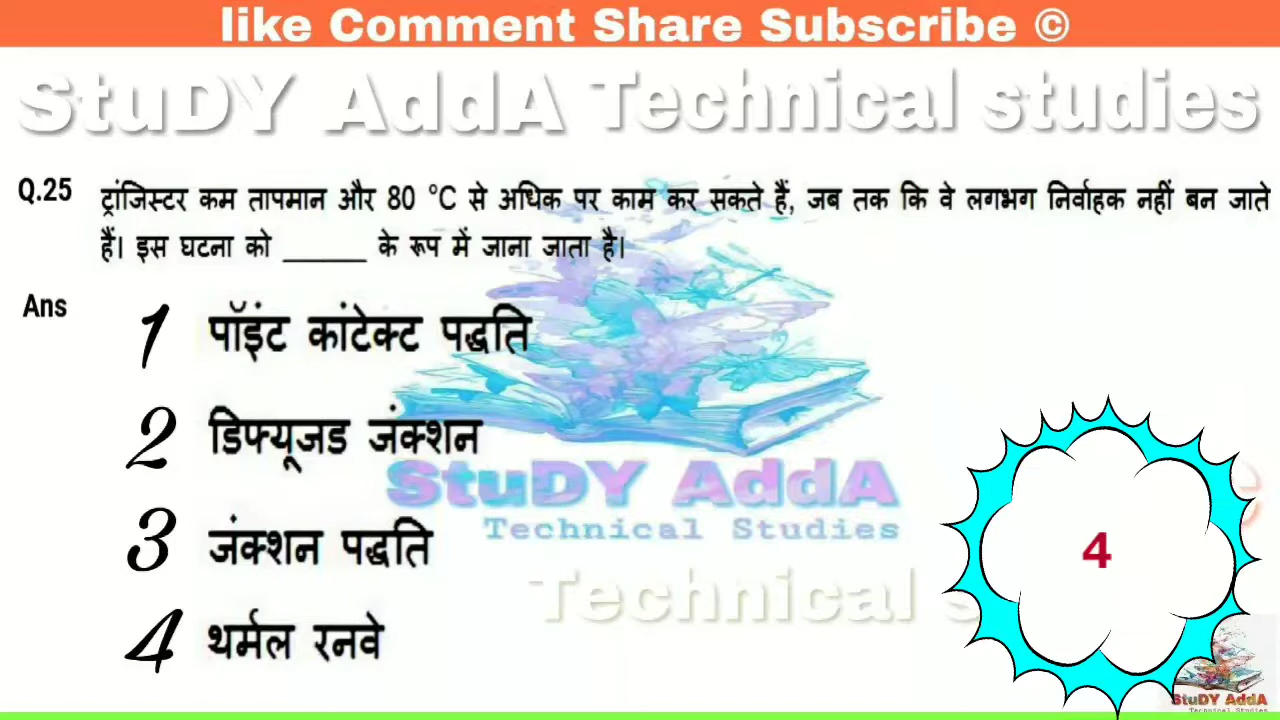 like Comment Share Subscribe ©
StuDY AddA Technical studies
Q.25 ट्रांजिस्टर कम तापमान और 80 °C से अधिक पर काम कर सकते हैं, जब तक कि वे लगभग निर्वाहक नहीं बन जाते
हैं। इस घटना को ______ के रूप में जाना जाता है।
Ans
1 पॉइंट कांटेक्ट पद्धति
2 डिफ्यूजड जंक्शन
3 जंक्शन पद्धति
4 थर्मल रनवे
StuDY AddA
Technical Studies
Technical s
4
StuDY AddA
Technical Studies